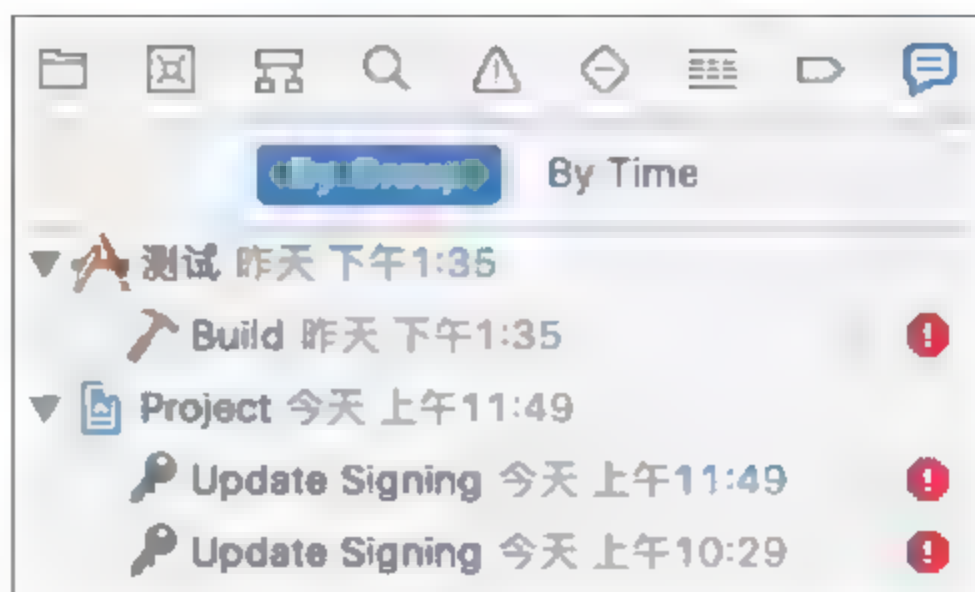 By Time
测试 昨天 下午1:35
Build 昨天 下午1:35
Project 今天 上午11:49
Update Signing 今天 上午11:49
Update Signing 今天 上午10:29